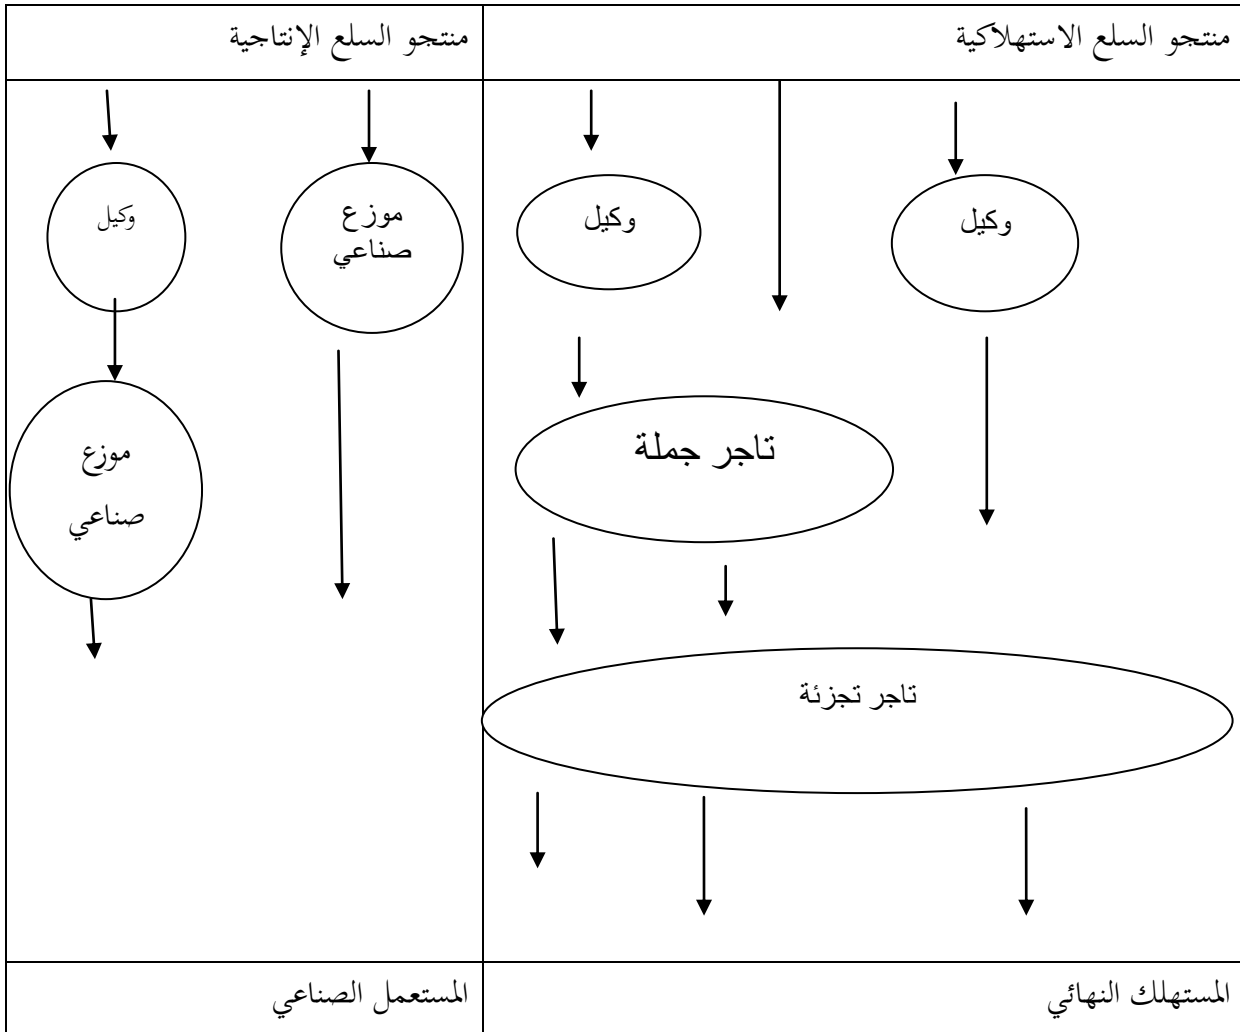 منتجو السلع الاستهلاكية
منتجو السلع الإنتاجية
وكيل
وكيل
موزع
صناعي
وكيل
تاجر جملة
موزع
صناعي
تاجر تجزئة
المستهلك النهائي
المستعمل الصناعي